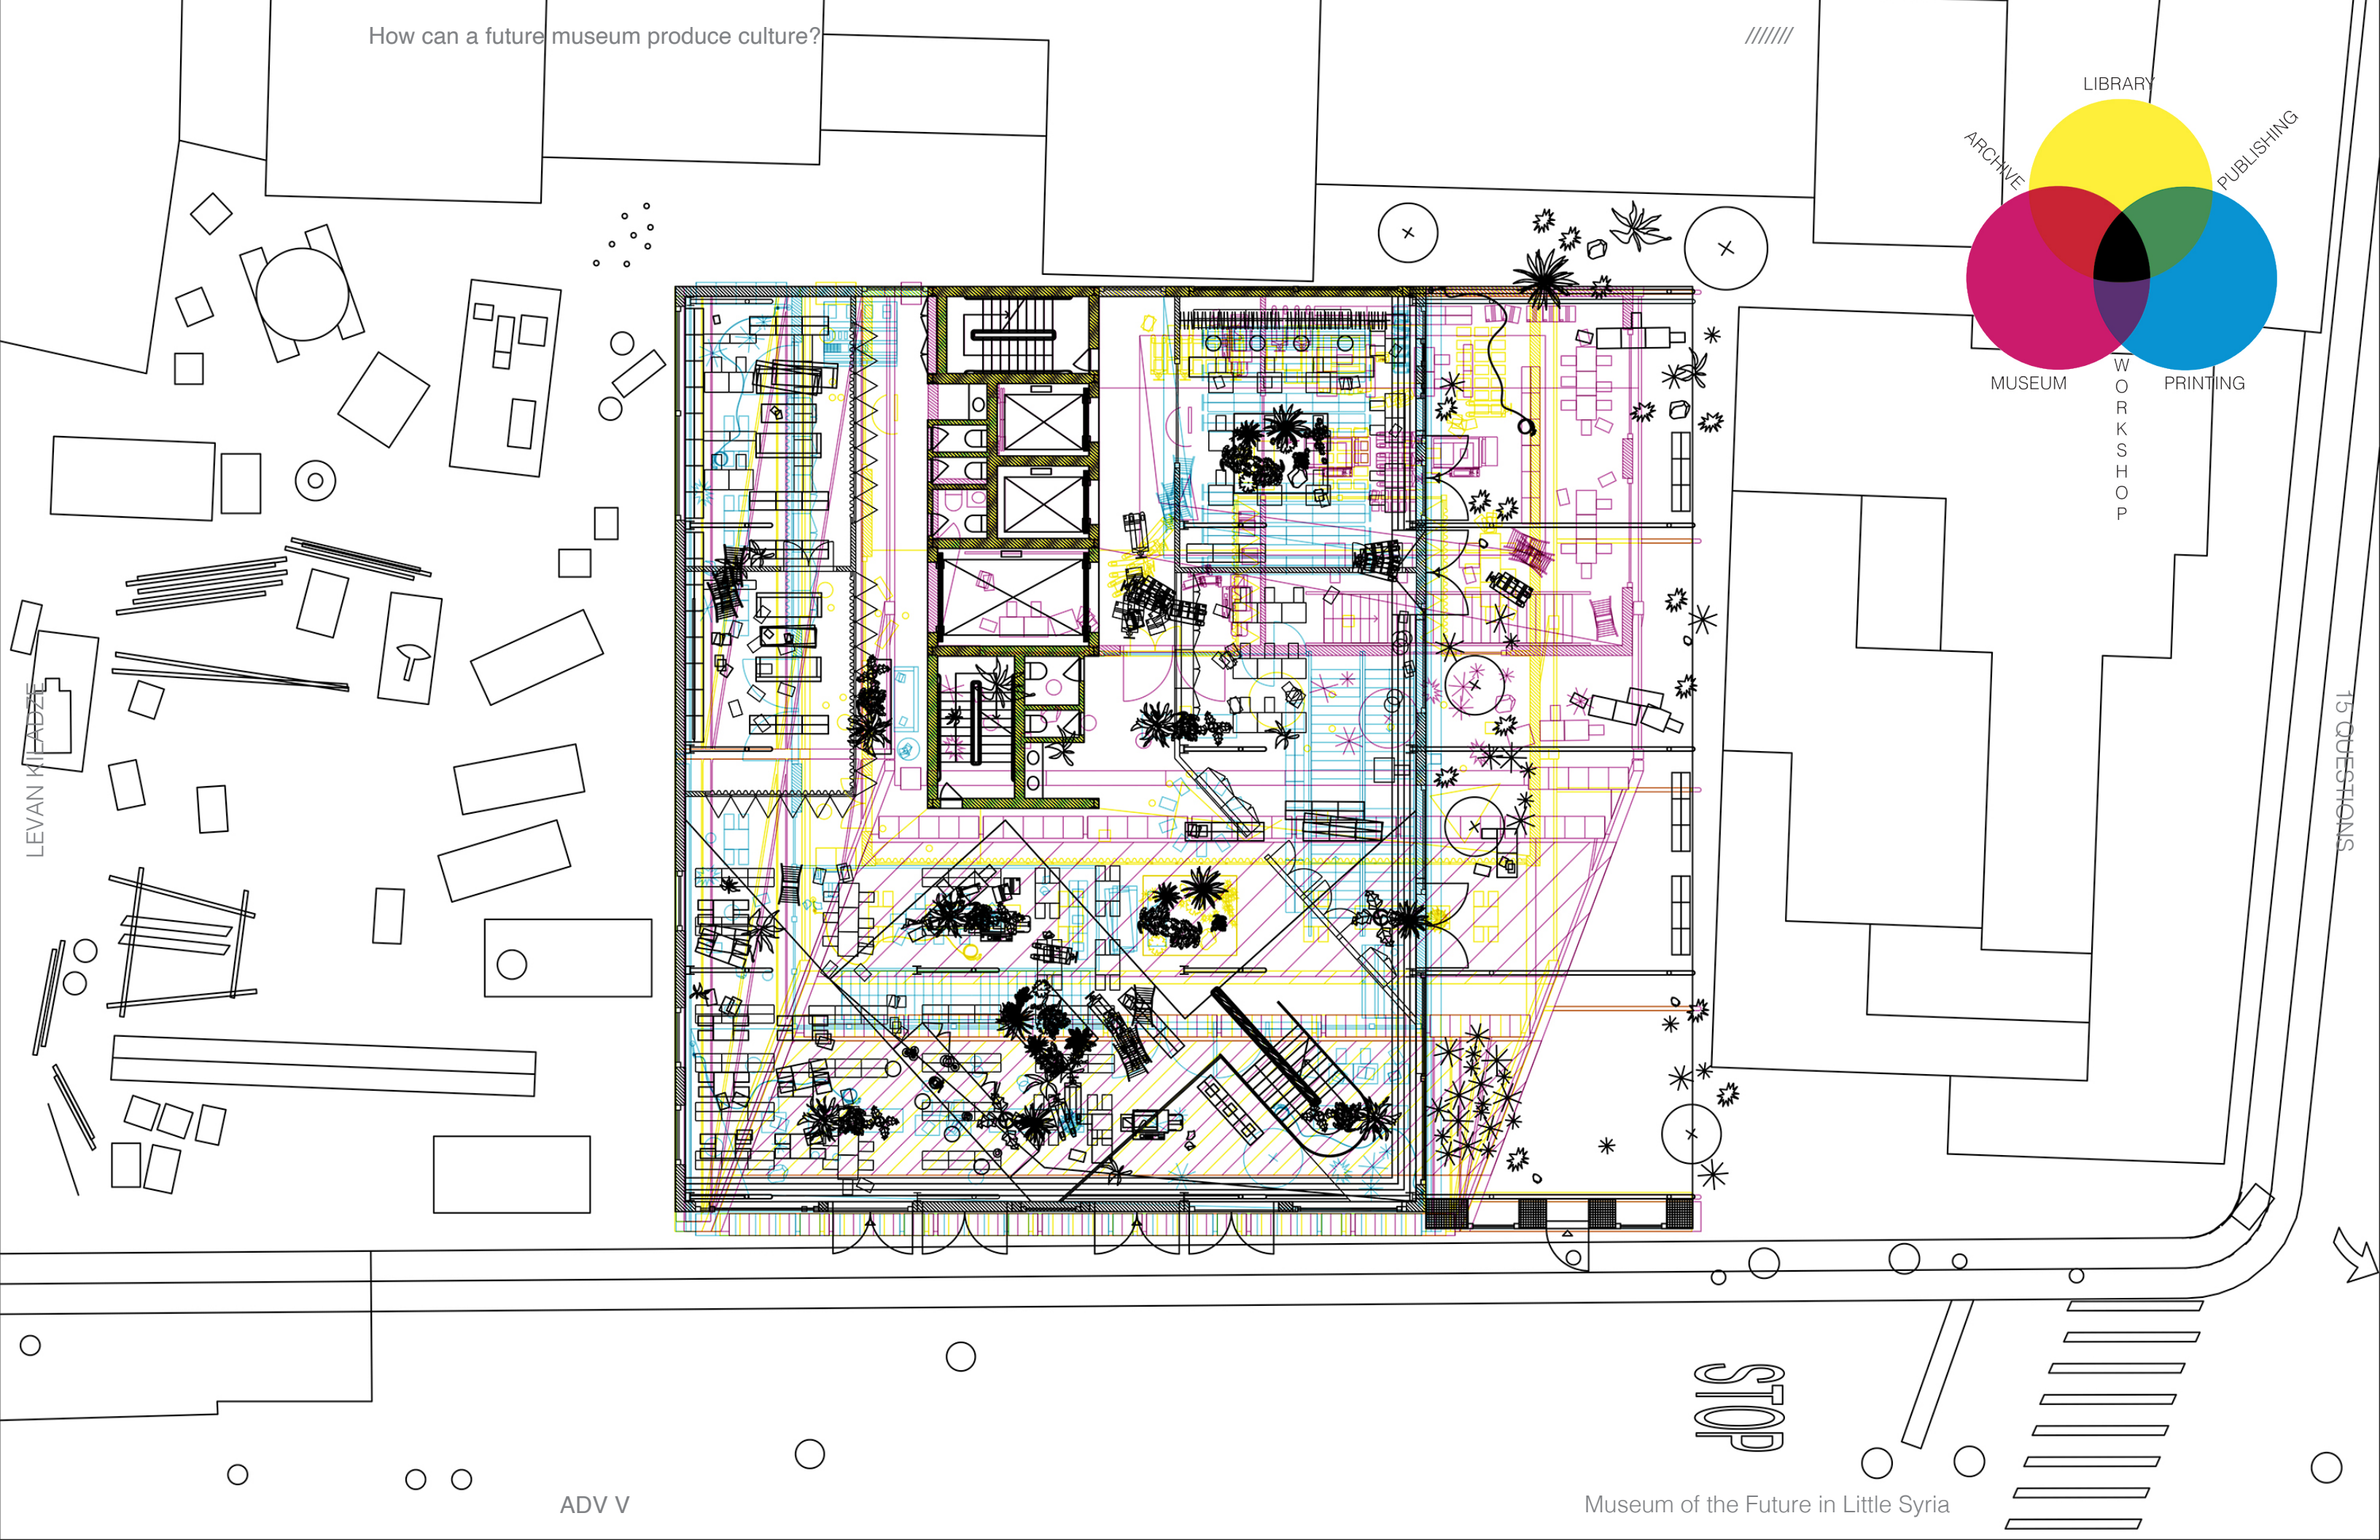 How can a future museum produce culture?
///////
LIBRARY
ARCHIVE
PUBLISHING
MUSEUM
PRINTING
WORKSHOP
LEVAN KILADZE
15 QUESTIONS
STOP
ADV V
Museum of the Future in Little Syria